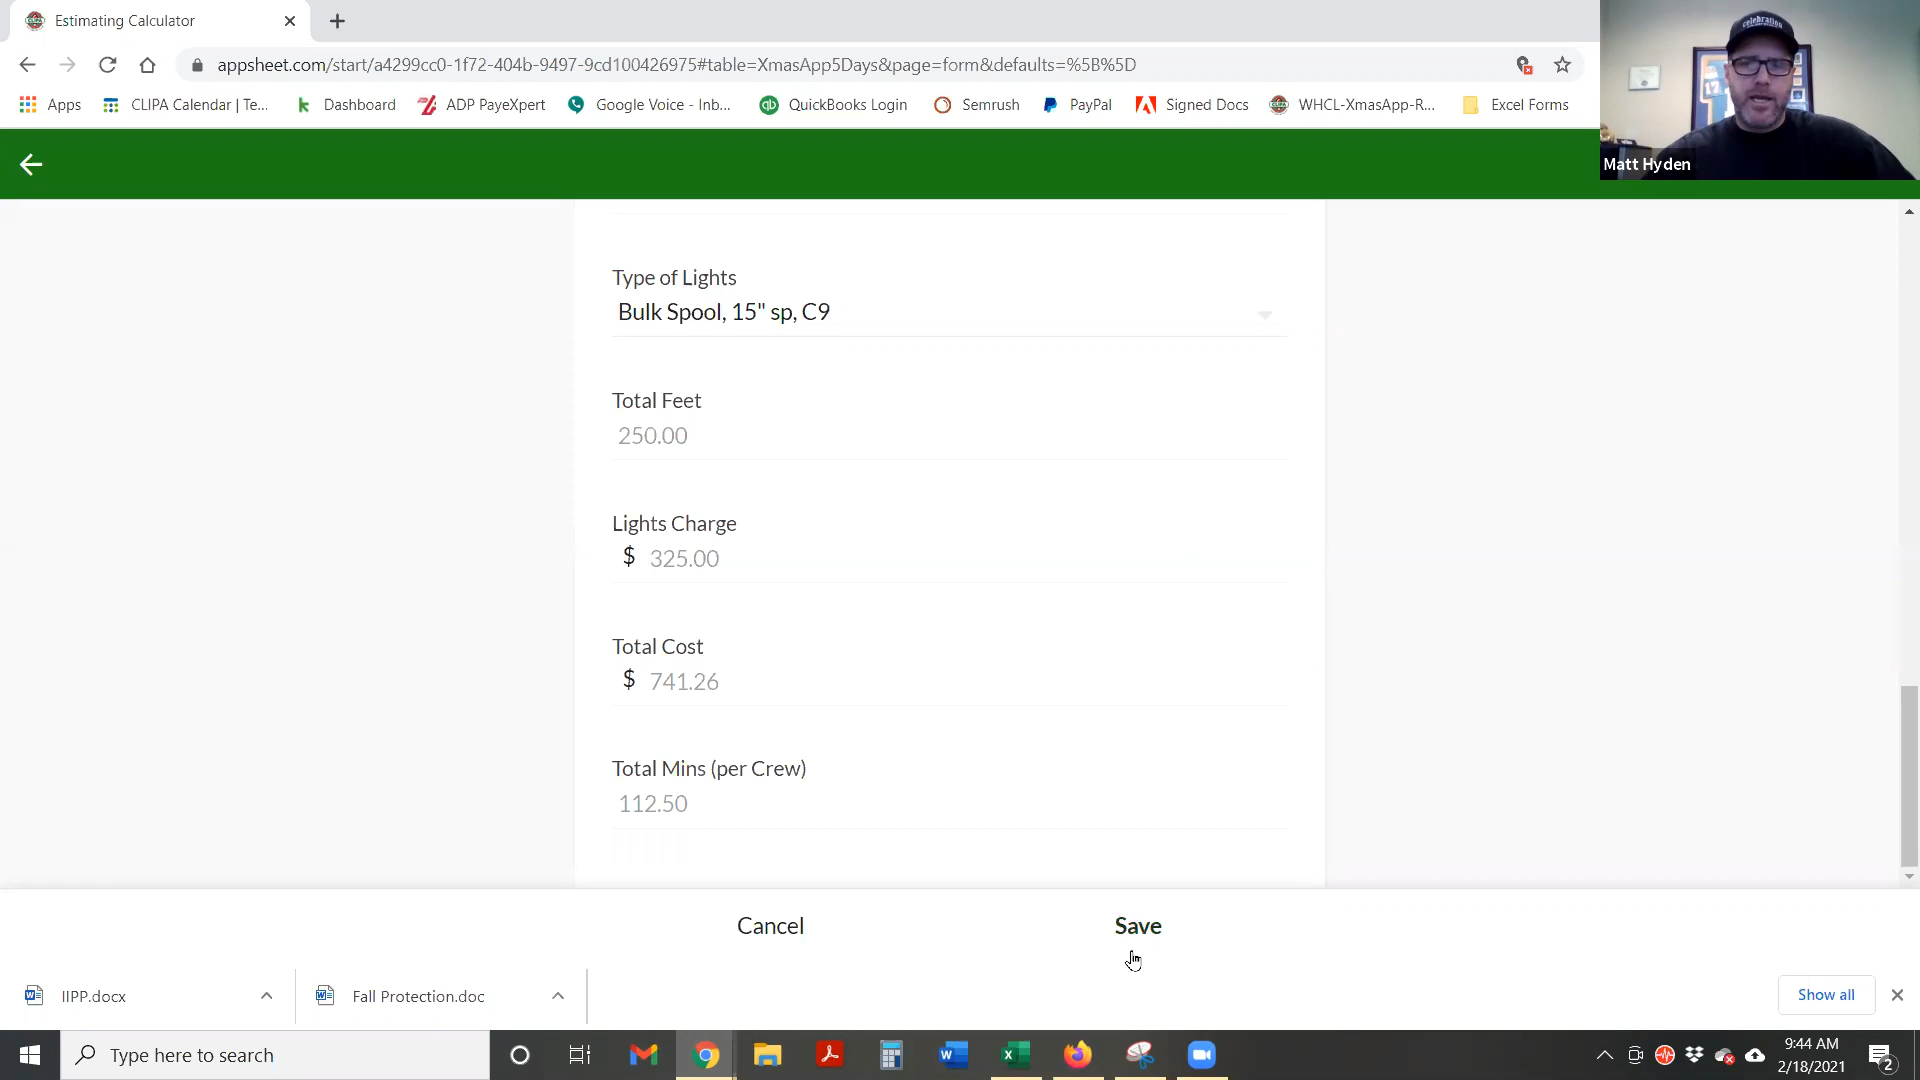 Estimating Calculator
appsheet.com/start/a4299cc0-1f72-404b-9497-9cd100426975#table=XmasApp5Days&page=form&defaults=%5B%5D
Apps
CLIPA Calendar | Te...
Dashboard
ADP PayeXpert
Google Voice - Inb...
QuickBooks Login
Semrush
PayPal
Signed Docs
WHCL-XmasApp-R...
Excel Forms
celebration
Matt Hyden
Type of Lights
Bulk Spool, 15" sp, C9
Total Feet
250.00
Lights Charge
$ 325.00
Total Cost
$ 741.26
Total Mins (per Crew)
112.50
Cancel
Save
IIPP.docx
Fall Protection.doc
Show all
Type here to search
9:44 AM
2/18/2021
2